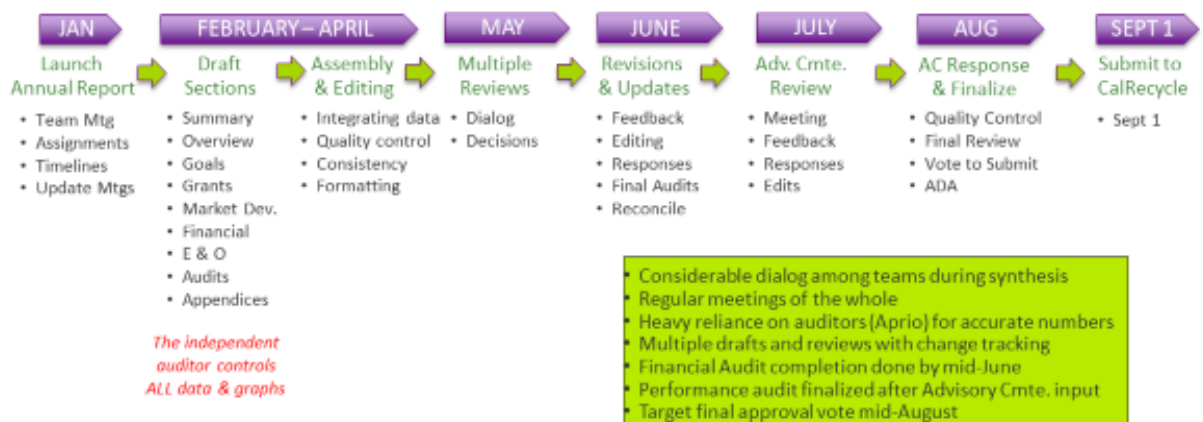 JAN
FEBRUARY – APRIL
MAY
JUNE
JULY
AUG
SEPT 1
Launch
Annual Report
• Team Mtg
• Assignments
• Timelines
• Update Mtgs
Draft
Sections
• Summary
• Overview
• Goals
• Grants
• Market Dev.
• Financial
• E & O
• Audits
• Appendices
The independent
auditor controls
ALL data & graphs
Assembly
& Editing
• Integrating data
• Quality control
• Consistency
• Formatting
Multiple
Reviews
• Dialog
• Decisions
Revisions
& Updates
• Feedback
• Editing
• Responses
• Final Audits
• Reconcile
Adv. Cmte.
Review
• Meeting
• Feedback
• Responses
• Edits
AC Response
& Finalize
• Quality Control
• Final Review
• Vote to Submit
• ADA
Submit to
CalRecycle
• Sept 1
• Considerable dialog among teams during synthesis
• Regular meetings of the whole
• Heavy reliance on auditors (Aprio) for accurate numbers
• Multiple drafts and reviews with change tracking
• Financial Audit completion done by mid-June
• Performance audit finalized after Advisory Cmte. input
• Target final approval vote mid-August